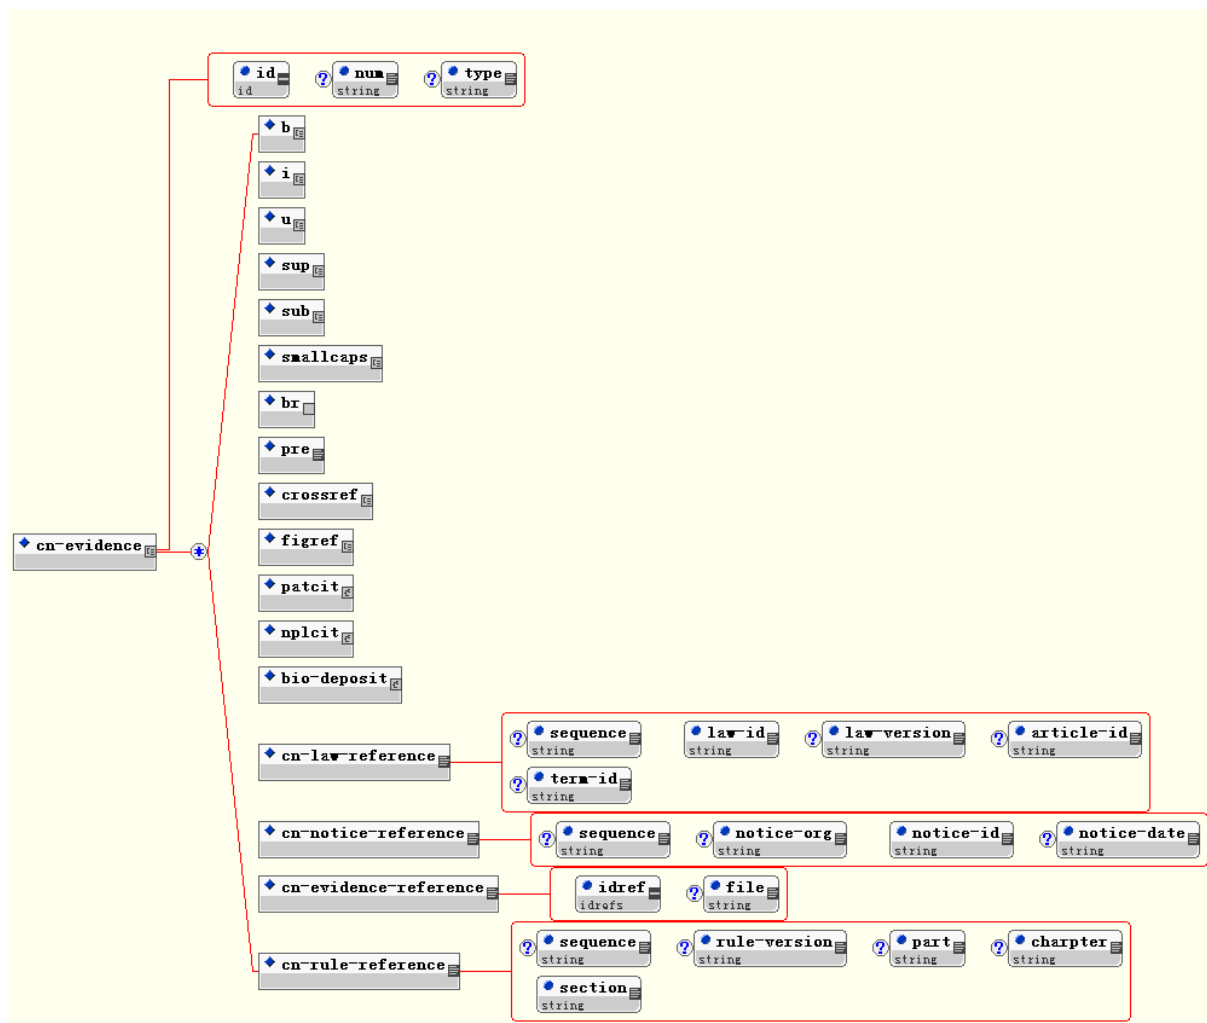 id ? num ? type
id string string
b
i
u
sup
sub
smallcaps
br
pre
crossref
figref
cn-evidence
patcit
nplcit
bio-deposit
? sequence law-id ? law-version ? article-id
string string string string
cn-law-reference
? term-id
string
cn-notice-reference ? sequence ? notice-org notice-id ? notice-date
string string string string
cn-evidence-reference idref ? file
idrefs string
? sequence ? rule-version ? part ? charpter
string string string string
cn-rule-reference
section
string